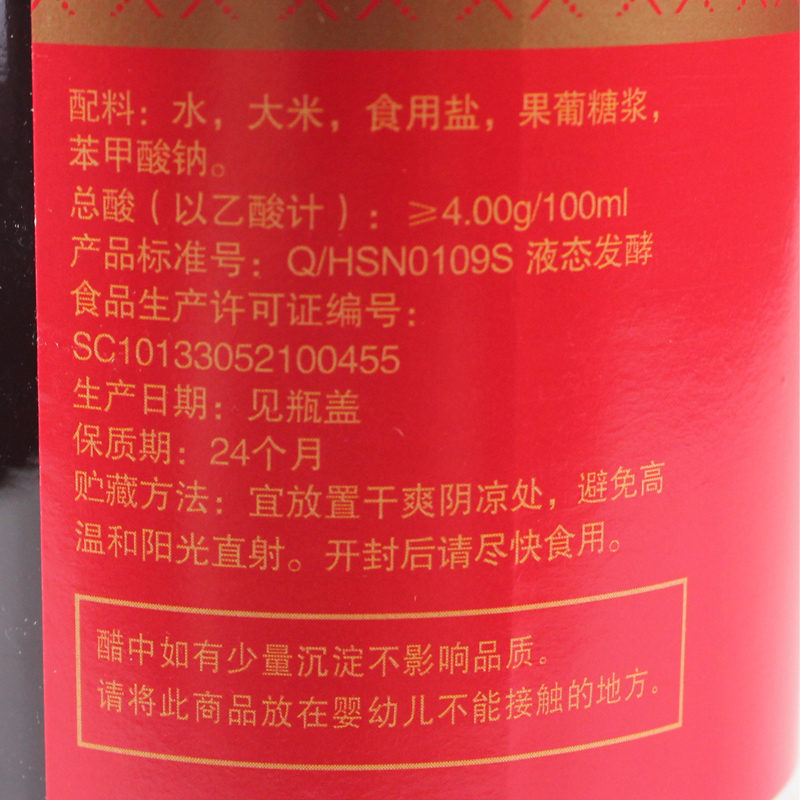 配料：水，大米，食用盐，果葡糖浆，
苯甲酸钠。
总酸（以乙酸计）：≥4.00g/100ml
产品标准号：Q/HSN0109S 液态发酵
食品生产许可证编号：
SC10133052100455
生产日期：见瓶盖
保质期：24个月
贮藏方法：宜放置干爽阴凉处，避免高
温和阳光直射。开封后请尽快食用。
醋中如有少量沉淀不影响品质。
请将此商品放在婴幼儿不能接触的地方。